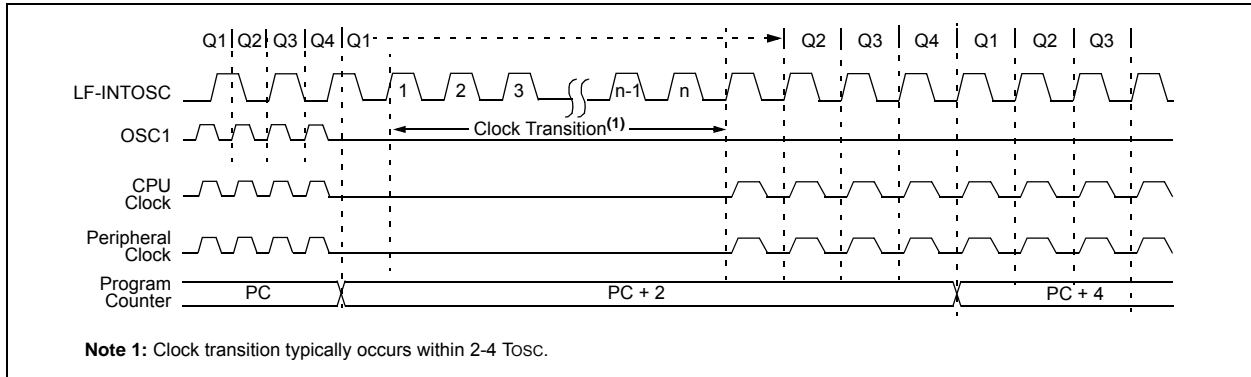 Q1 Q2 Q3 Q4 Q1 Q2 Q3 Q4 Q1 Q2 Q3
LF-INTOSC 1 2 3 n-1 n
OSC1 Clock Transition(1)
CPU
Clock
Peripheral
Clock
Program
Counter
PC PC + 2 PC + 4
Note 1: Clock transition typically occurs within 2-4 TOSC.